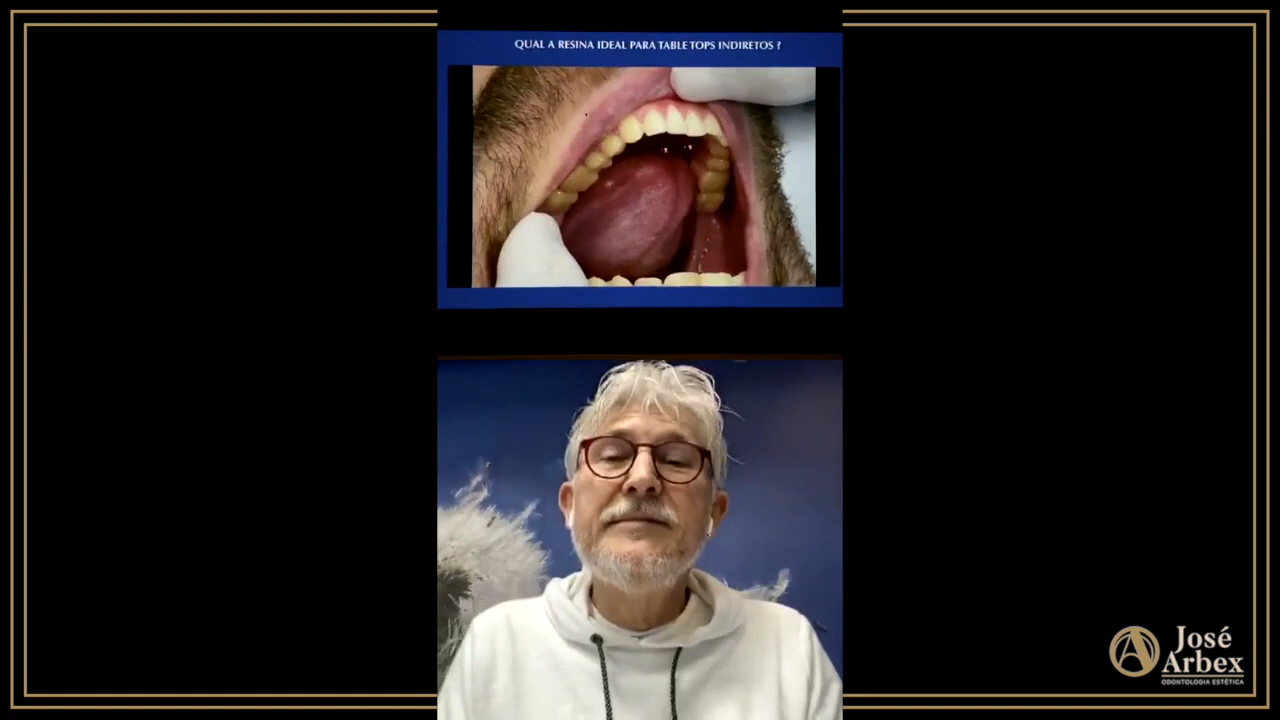 QUAL A RESINA IDEAL PARA TABLE TOPS INDIRETOS ?
José
Arbex
ODONTOLOGIA ESTÉTICA